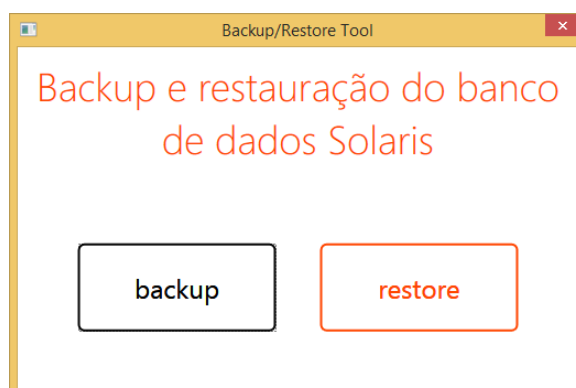 Backup/Restore Tool
Backup e restauração do banco
de dados Solaris
backup
restore